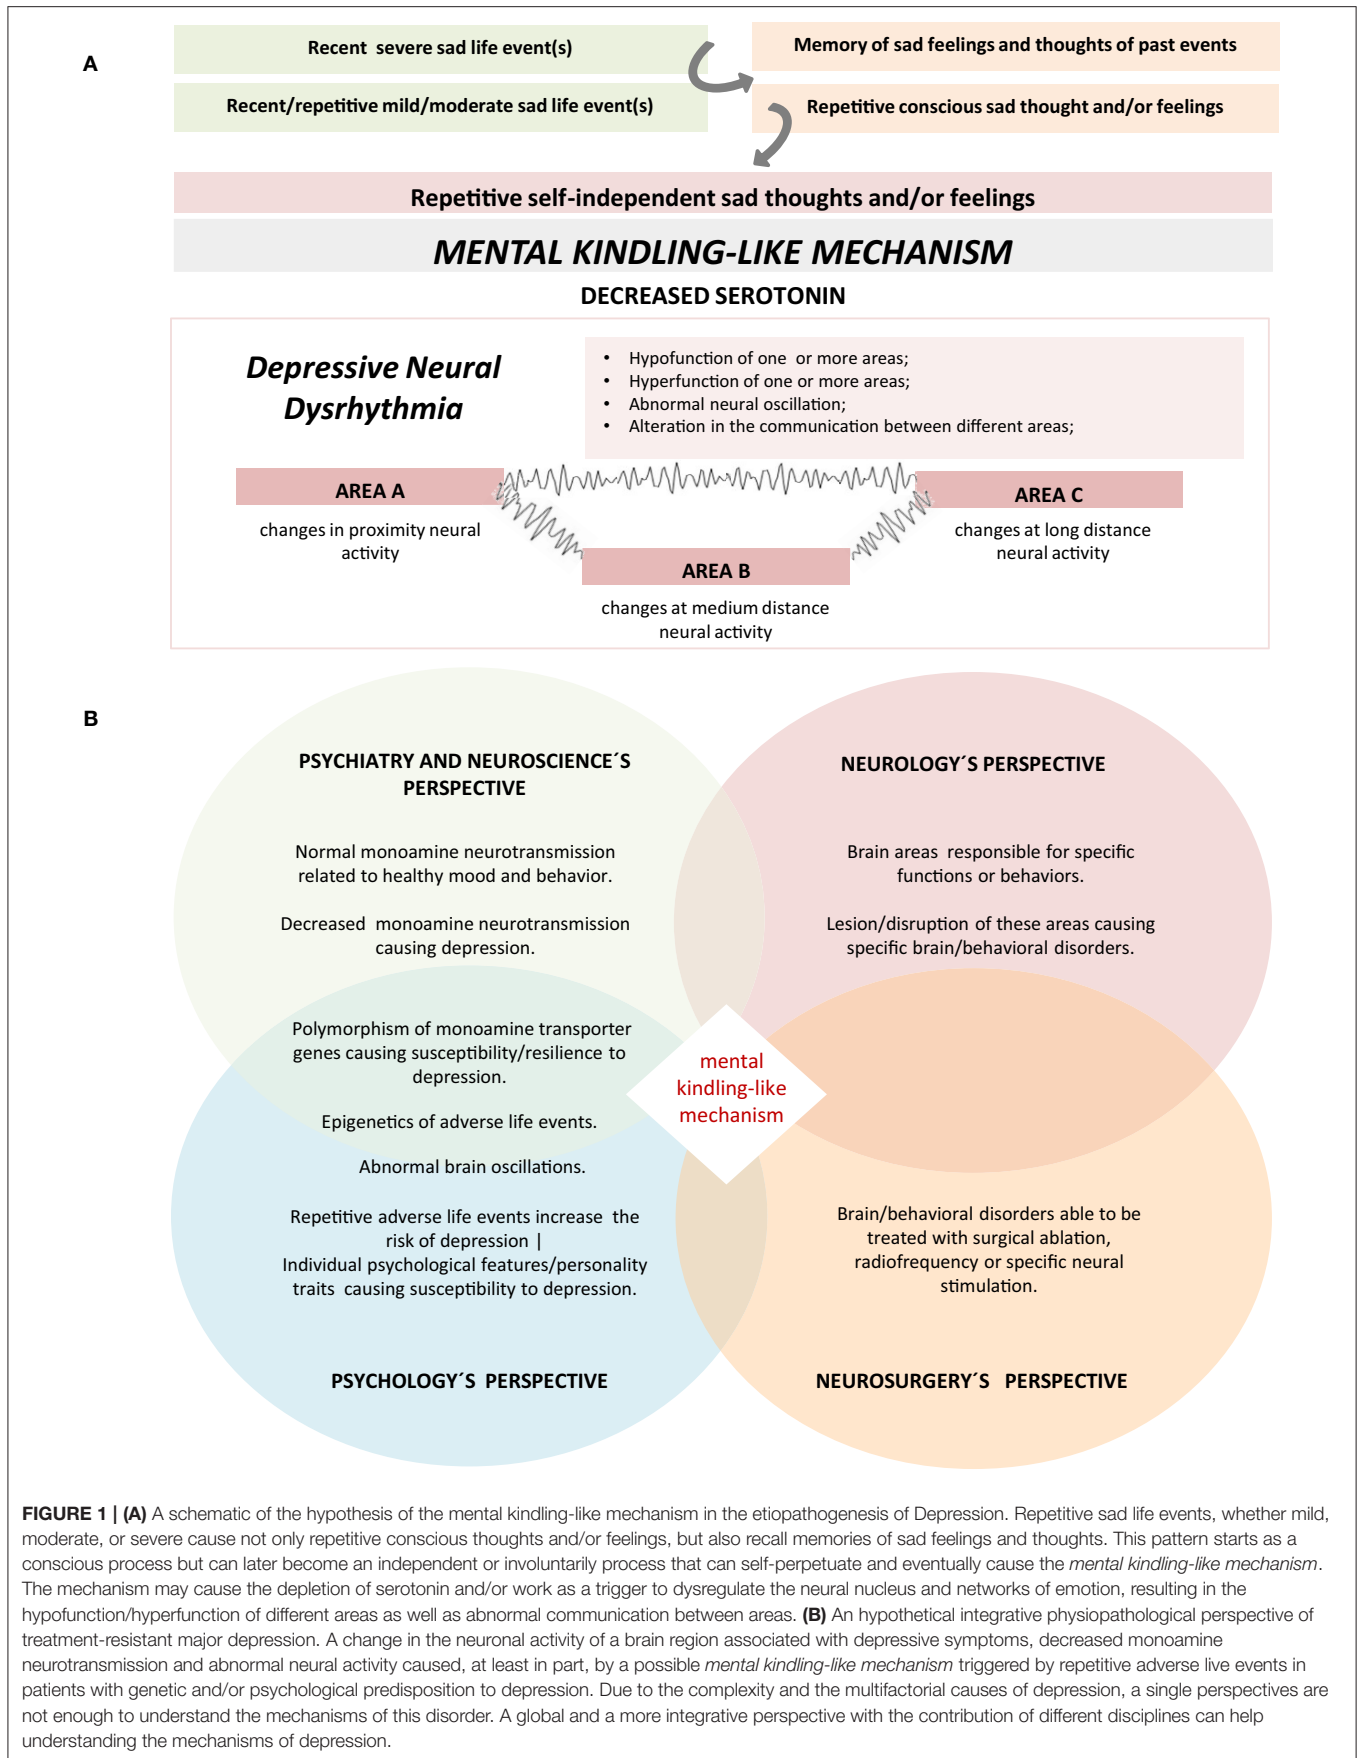 A
Recent severe sad life event(s)
Memory of sad feelings and thoughts of past events
Recent/repetitive mild/moderate sad life event(s)
Repetitive conscious sad thought and/or feelings
Repetitive self-independent sad thoughts and/or feelings
MENTAL KINDLING-LIKE MECHANISM
DECREASED SEROTONIN
Depressive Neural
Dysrhythmia
• Hypofunction of one or more areas;
• Hyperfunction of one or more areas;
• Abnormal neural oscillation;
• Alteration in the communication between different areas;
AREA A
changes in proximity neural
activity
AREA B
changes at medium distance
neural activity
AREA C
changes at long distance
neural activity
B
PSYCHIATRY AND NEUROSCIENCE´S
PERSPECTIVE
Normal monoamine neurotransmission
related to healthy mood and behavior.
Decreased monoamine neurotransmission
causing depression.
NEUROLOGY´S PERSPECTIVE
Brain areas responsible for specific
functions or behaviors.
Lesion/disruption of these areas causing
specific brain/behavioral disorders.
Polymorphism of monoamine transporter
genes causing susceptibility/resilience to
depression.
Epigenetics of adverse life events.
Abnormal brain oscillations.
mental
kindling-like
mechanism
Repetitive adverse life events increase the
risk of depression |
Individual psychological features/personality
traits causing susceptibility to depression.
PSYCHOLOGY´S PERSPECTIVE
Brain/behavioral disorders able to be
treated with surgical ablation,
radiofrequency or specific neural
stimulation.
NEUROSURGERY´S PERSPECTIVE
FIGURE 1 | (A) A schematic of the hypothesis of the mental kindling-like mechanism in the etiopathogenesis of Depression. Repetitive sad life events, whether mild,
moderate, or severe cause not only repetitive conscious thoughts and/or feelings, but also recall memories of sad feelings and thoughts. This pattern starts as a
conscious process but can later become an independent or involuntarily process that can self-perpetuate and eventually cause the mental kindling-like mechanism.
The mechanism may cause the depletion of serotonin and/or work as a trigger to dysregulate the neural nucleus and networks of emotion, resulting in the
hypofunction/hyperfunction of different areas as well as abnormal communication between areas. (B) An hypothetical integrative physiopathological perspective of
treatment-resistant major depression. A change in the neuronal activity of a brain region associated with depressive symptoms, decreased monoamine
neurotransmission and abnormal neural activity caused, at least in part, by a possible mental kindling-like mechanism triggered by repetitive adverse live events in
patients with genetic and/or psychological predisposition to depression. Due to the complexity and the multifactorial causes of depression, a single perspectives are
not enough to understand the mechanisms of this disorder. A global and a more integrative perspective with the contribution of different disciplines can help
understanding the mechanisms of depression.